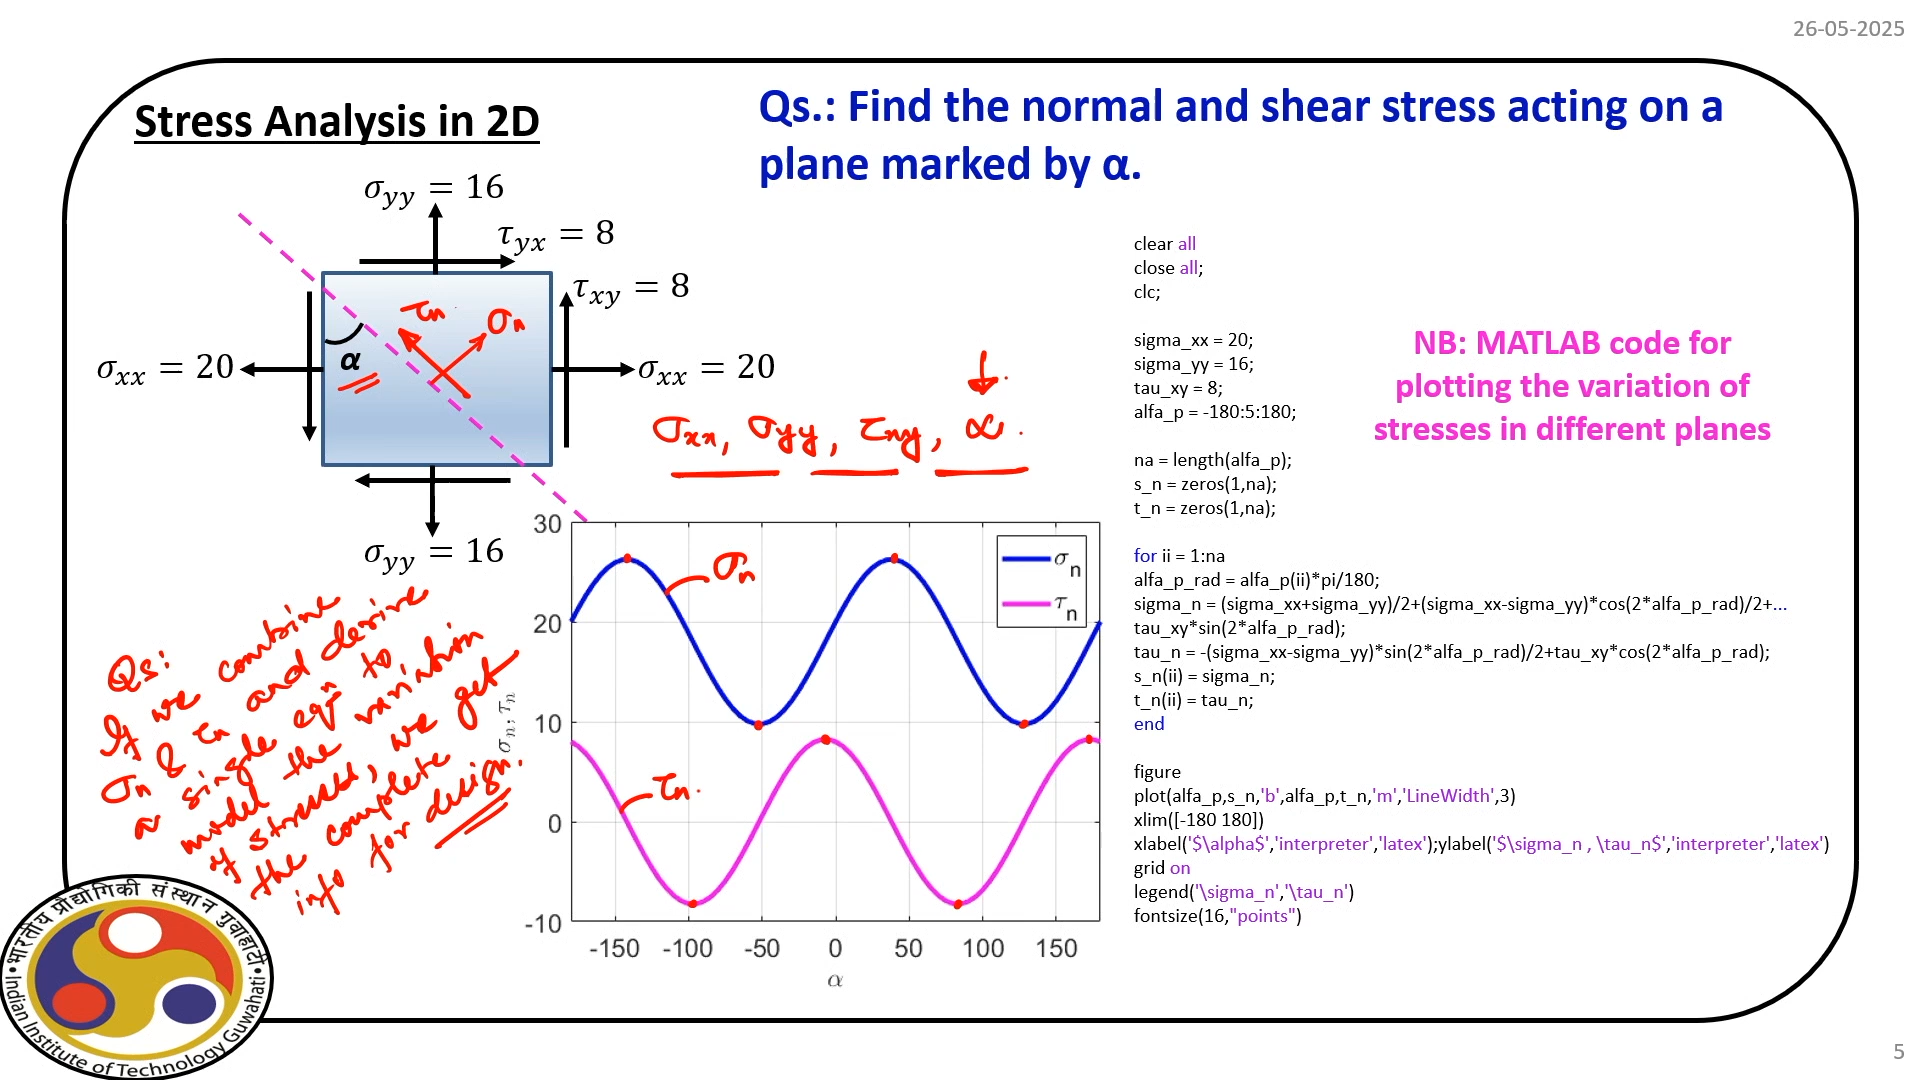 26-05-2025
Stress Analysis in 2D
Qs.: Find the normal and shear stress acting on a
plane marked by α.
σyy = 16
τyx = 8
τxy = 8
τn
σn
α
σxx = 20
σxx = 20
σxx, σyy, τxy, α.
σyy = 16
Qs:
If we combine
σn & τn and derive
a single eqn to
model the variation
of stresses, we get
the complete
info for design.
30
20
10
0
-10
σn, τn
-150 -100 -50 0 50 100 150
α
σn
τn
σn
τn.
clear all
close all;
clc;
sigma_xx = 20;
sigma_yy = 16;
tau_xy = 8;
alfa_p = -180:5:180;
na = length(alfa_p);
s_n = zeros(1,na);
t_n = zeros(1,na);
for ii = 1:na
alfa_p_rad = alfa_p(ii)*pi/180;
sigma_n = (sigma_xx+sigma_yy)/2+(sigma_xx-sigma_yy)*cos(2*alfa_p_rad)/2+...
tau_xy*sin(2*alfa_p_rad);
tau_n = -(sigma_xx-sigma_yy)*sin(2*alfa_p_rad)/2+tau_xy*cos(2*alfa_p_rad);
s_n(ii) = sigma_n;
t_n(ii) = tau_n;
end
figure
plot(alfa_p,s_n,'b',alfa_p,t_n,'m','LineWidth',3)
xlim([-180 180])
xlabel('$\alpha$','interpreter','latex');ylabel('$\sigma_n , \tau_n$','interpreter','latex')
grid on
legend('\sigma_n','\tau_n')
fontsize(16,"points")
NB: MATLAB code for
plotting the variation of
stresses in different planes
भारतीय प्रौद्योगिकी संस्थान गुवाहाटी
Indian Institute of Technology Guwahati
5